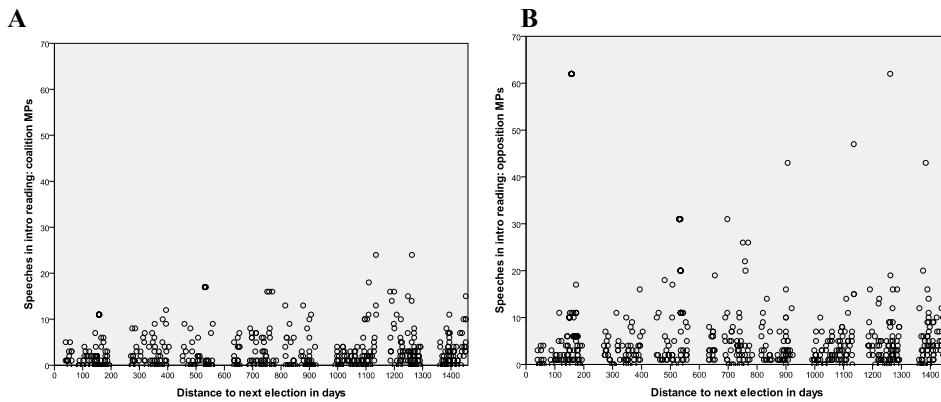 A
B
70
60
50
40
30
20
10
0
Speeches in intro reading: coalition MPs
0 100 200 300 400 500 600 700 800 900 1000 1100 1200 1300 1400
Distance to next election in days
70
60
50
40
30
20
10
0
Speeches in intro reading: opposition MPs
0 100 200 300 400 500 600 700 800 900 1000 1100 1200 1300 1400
Distance to next election in days